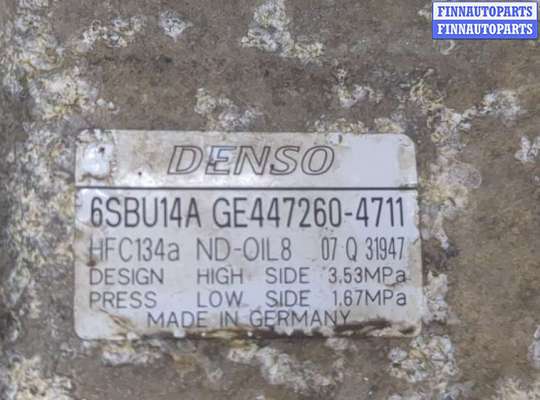 FINNAUTOPARTS
FINNAUTOPARTS
DENSO
6SBU14A GE447260-4711
HFC134a ND-OIL8 07 Q 31947
DESIGN HIGH SIDE 3.53MPa
PRESS LOW SIDE 1.67MPa
MADE IN GERMANY